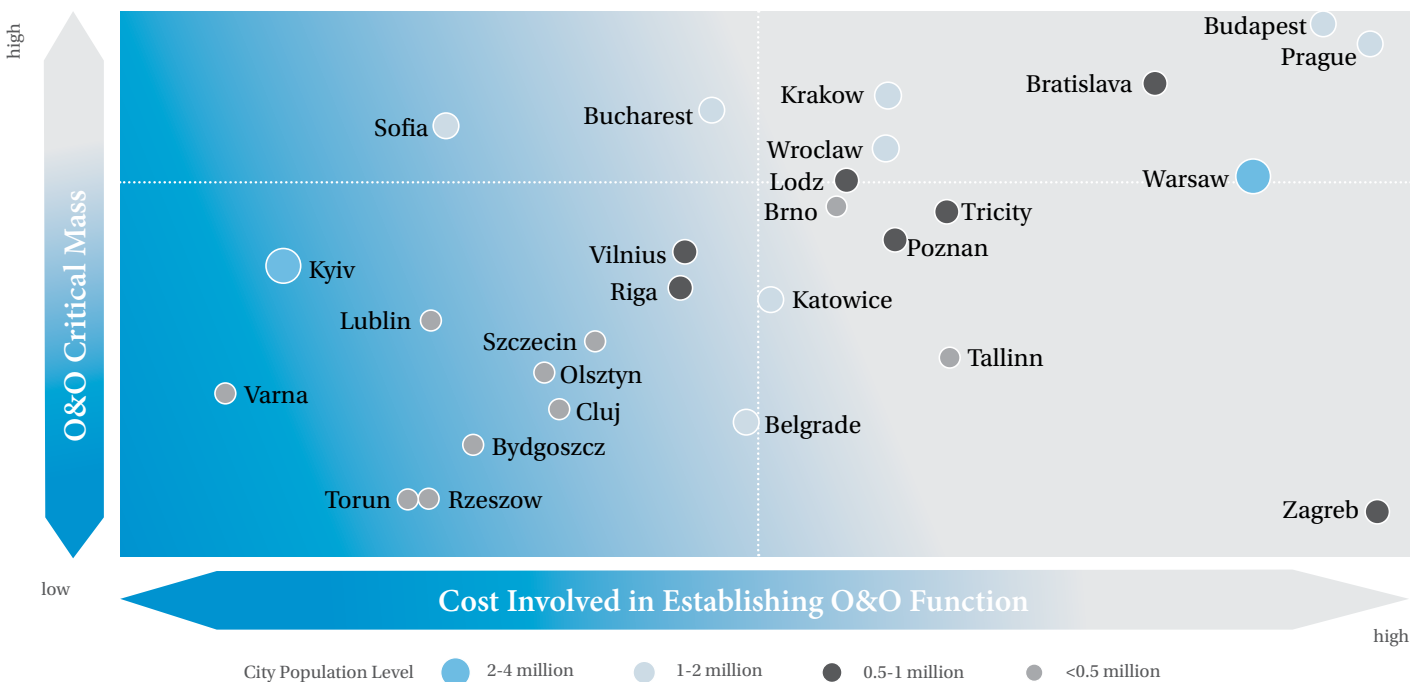 high
Budapest
Prague
Bratislava
Krakow
Bucharest
Sofia
Wroclaw
Warsaw
Lodz
Brno
Tricity
Poznan
Vilnius
Kyiv
Riga
Katowice
Lublin
Szczecin
Tallinn
Olsztyn
Varna
Cluj
Belgrade
Bydgoszcz
Torun
Rzeszow
Zagreb
O&O Critical Mass
low
Cost Involved in Establishing O&O Function
high
City Population Level 2-4 million 1-2 million 0.5-1 million <0.5 million